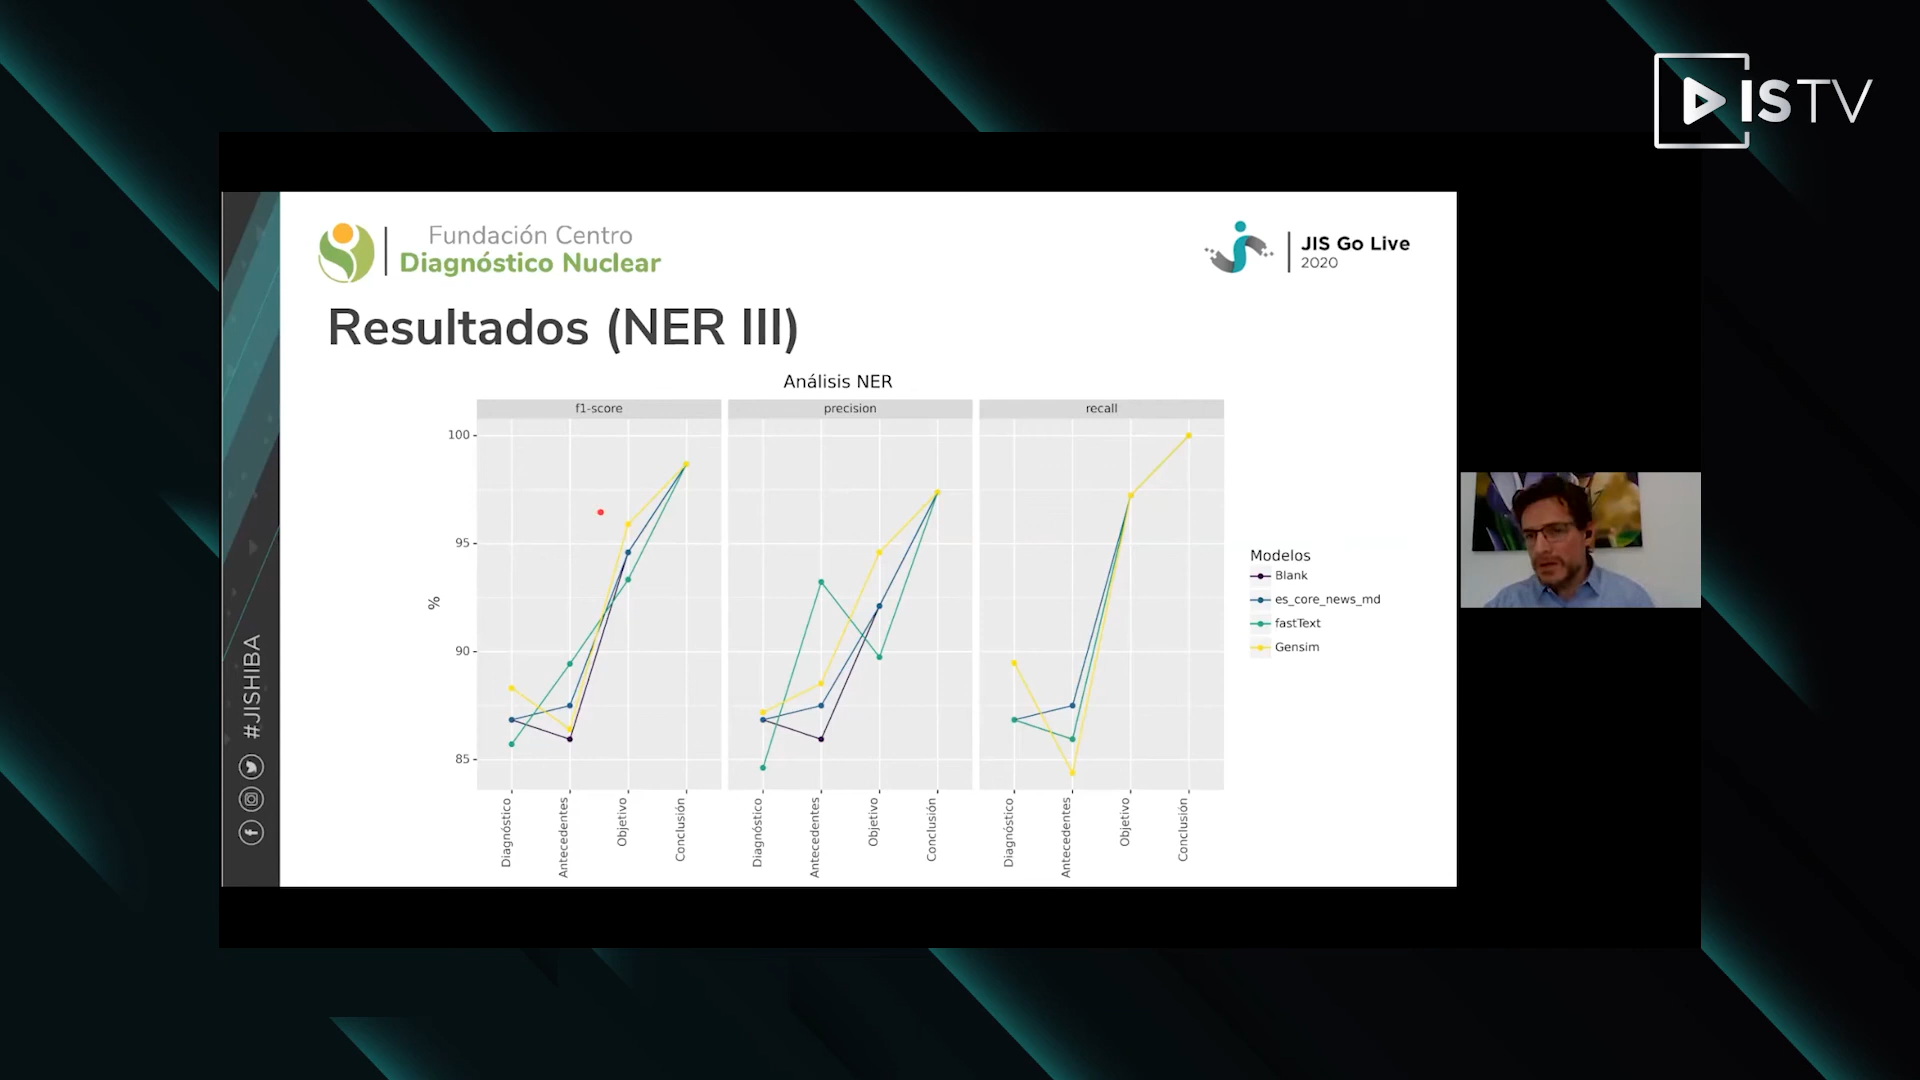 ISTV
Fundación Centro
Diagnóstico Nuclear
JIS Go Live
2020
Resultados (NER III)
Análisis NER
f1-score
precision
recall
100
95
90
85
%
Diagnóstico
Antecedentes
Objetivo
Conclusión
Diagnóstico
Antecedentes
Objetivo
Conclusión
Diagnóstico
Antecedentes
Objetivo
Conclusión
Modelos
Blank
es_core_news_md
fastText
Gensim
#JISHIBA